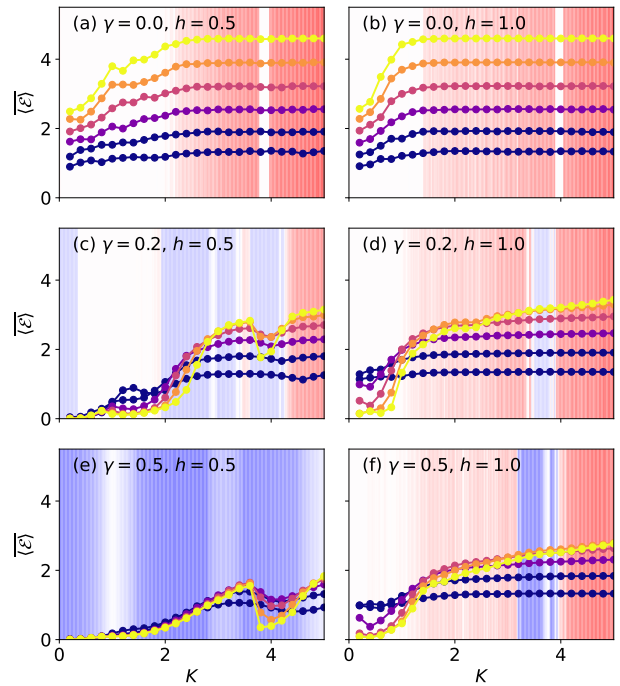 (a) γ = 0.0, h = 0.5
(b) γ = 0.0, h = 1.0
4
2
0
⟨ℰ⟩
(c) γ = 0.2, h = 0.5
(d) γ = 0.2, h = 1.0
4
2
0
⟨ℰ⟩
(e) γ = 0.5, h = 0.5
(f) γ = 0.5, h = 1.0
4
2
0
⟨ℰ⟩
0 2 4
0 2 4
K
K